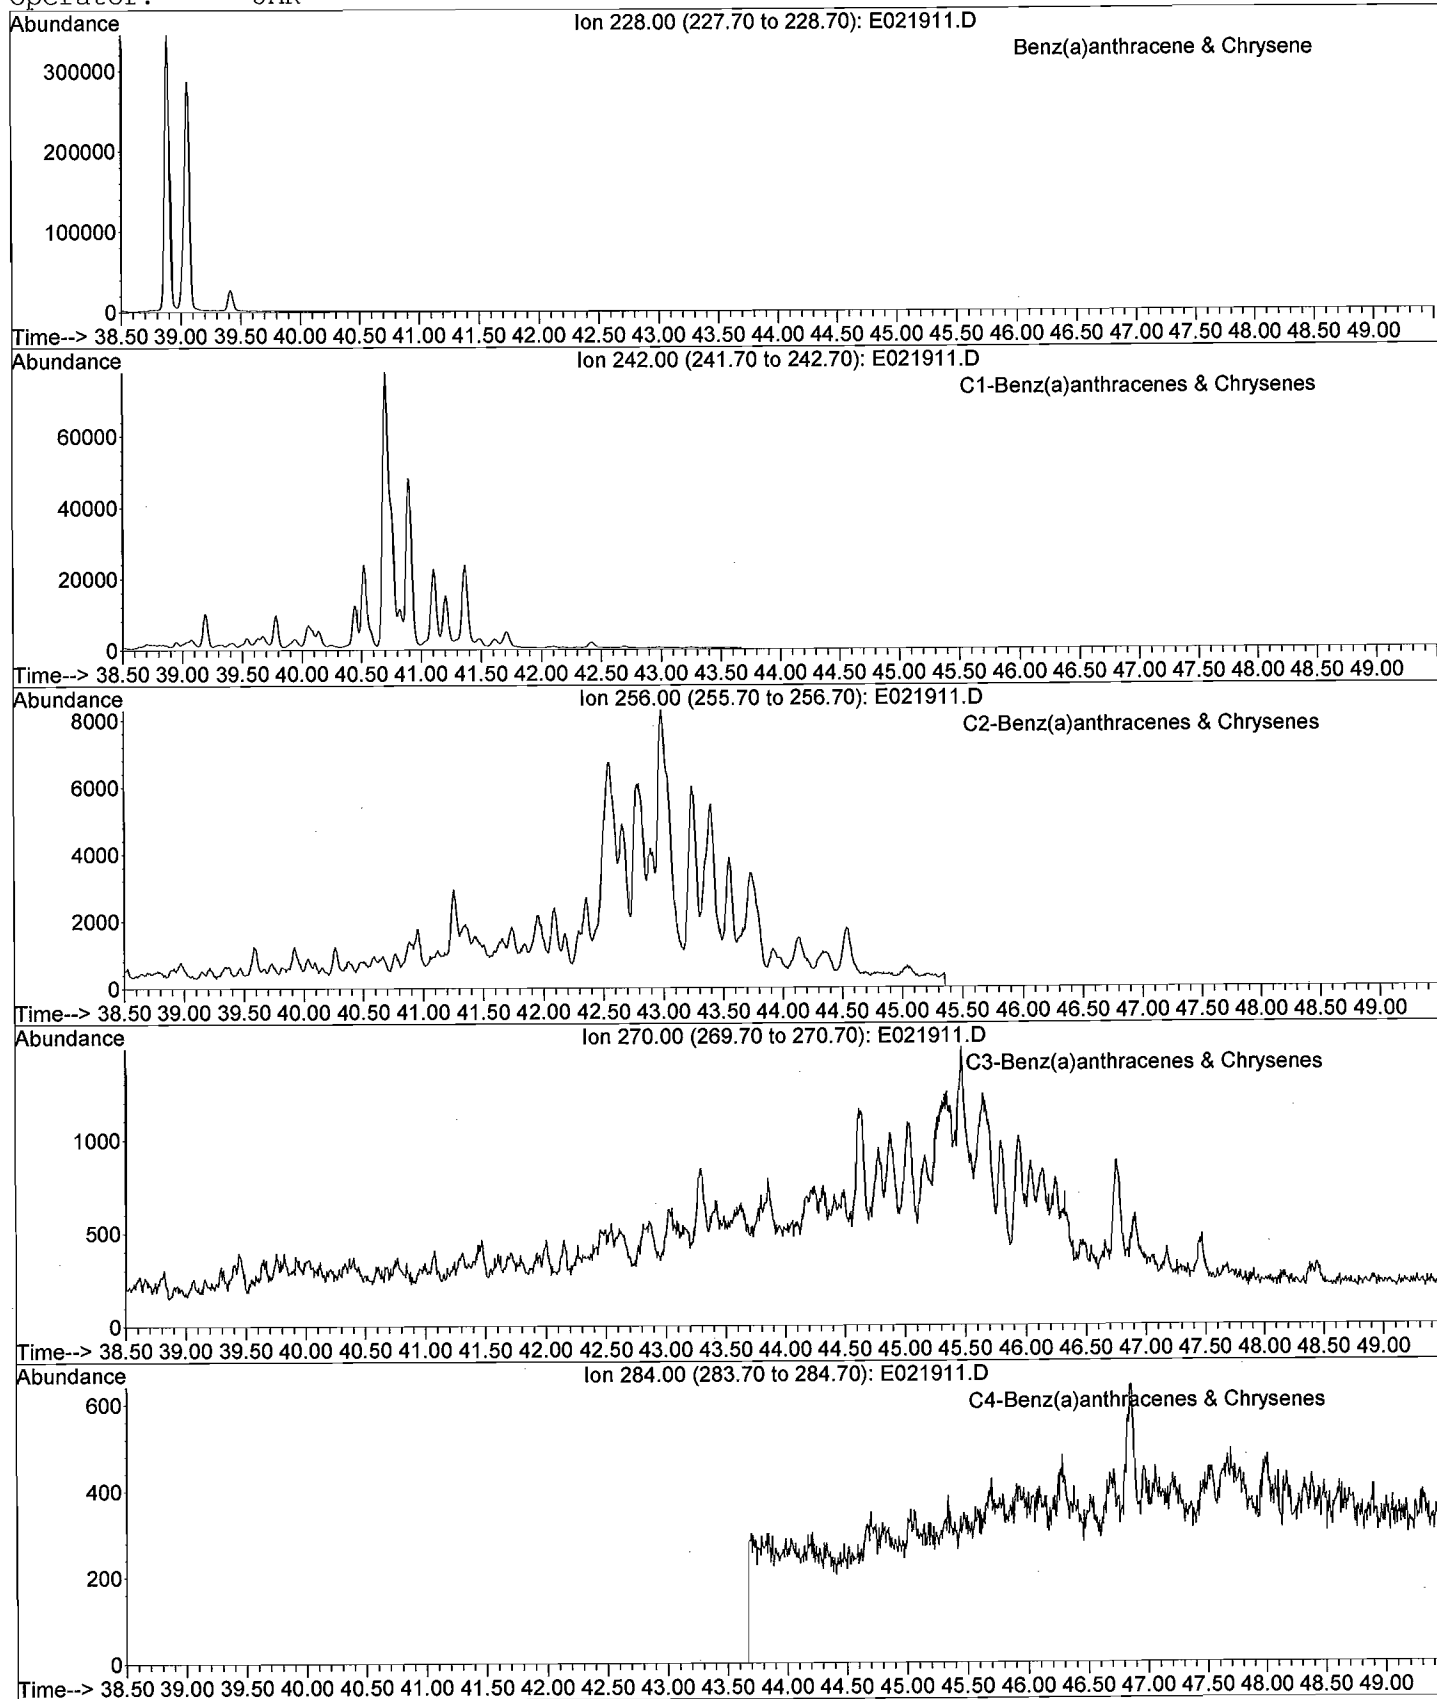 Abundance
Ion 228.00 (227.70 to 228.70): E021911.D
Benz(a)anthracene & Chrysene
300000
200000
100000
0
Time--> 38.50 39.00 39.50 40.00 40.50 41.00 41.50 42.00 42.50 43.00 43.50 44.00 44.50 45.00 45.50 46.00 46.50 47.00 47.50 48.00 48.50 49.00
Abundance
Ion 242.00 (241.70 to 242.70): E021911.D
C1-Benz(a)anthracenes & Chrysenes
60000
40000
20000
0
Time--> 38.50 39.00 39.50 40.00 40.50 41.00 41.50 42.00 42.50 43.00 43.50 44.00 44.50 45.00 45.50 46.00 46.50 47.00 47.50 48.00 48.50 49.00
Abundance
Ion 256.00 (255.70 to 256.70): E021911.D
C2-Benz(a)anthracenes & Chrysenes
8000
6000
4000
2000
0
Time--> 38.50 39.00 39.50 40.00 40.50 41.00 41.50 42.00 42.50 43.00 43.50 44.00 44.50 45.00 45.50 46.00 46.50 47.00 47.50 48.00 48.50 49.00
Abundance
Ion 270.00 (269.70 to 270.70): E021911.D
C3-Benz(a)anthracenes & Chrysenes
1000
500
0
Time--> 38.50 39.00 39.50 40.00 40.50 41.00 41.50 42.00 42.50 43.00 43.50 44.00 44.50 45.00 45.50 46.00 46.50 47.00 47.50 48.00 48.50 49.00
Abundance
Ion 284.00 (283.70 to 284.70): E021911.D
C4-Benz(a)anthracenes & Chrysenes
600
400
200
0
Time--> 38.50 39.00 39.50 40.00 40.50 41.00 41.50 42.00 42.50 43.00 43.50 44.00 44.50 45.00 45.50 46.00 46.50 47.00 47.50 48.00 48.50 49.00